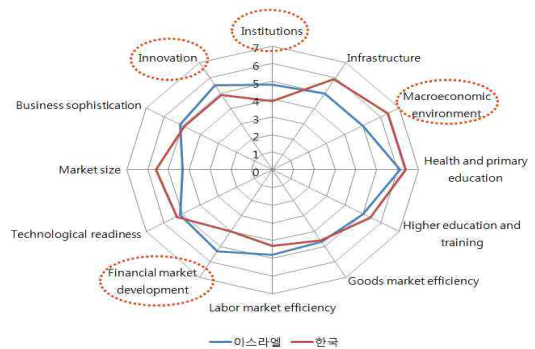 Institutions
Innovation
Infrastructure
7
6
5
4
3
2
1
0
Business sophistication
Macroeconomic
environment
Market size
Health and primary
education
Technological readiness
Higher education and
training
Financial market
development
Goods market efficiency
Labor market efficiency
이스라엘 한국